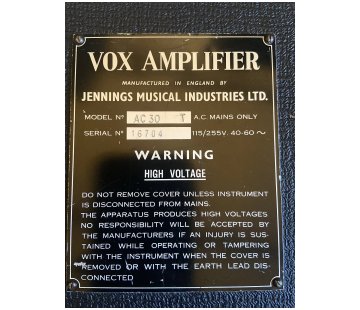 VOX AMPLIFIER
MANUFACTURED IN ENGLAND BY
JENNINGS MUSICAL INDUSTRIES LTD.
MODEL Nº AC30 T A.C. MAINS ONLY
SERIAL Nº 16704 115/255V. 40-60 ~
WARNING
HIGH VOLTAGE
DO NOT REMOVE COVER UNLESS INSTRUMENT
IS DISCONNECTED FROM MAINS.
THE APPARATUS PRODUCES HIGH VOLTAGES
NO RESPONSIBILITY WILL BE ACCEPTED BY
THE MANUFACTURERS IF AN INJURY IS SUS-
TAINED WHILE OPERATING OR TAMPERING
WITH THE INSTRUMENT WHEN THE COVER IS
REMOVED OR WITH THE EARTH LEAD DIS-
CONNECTED